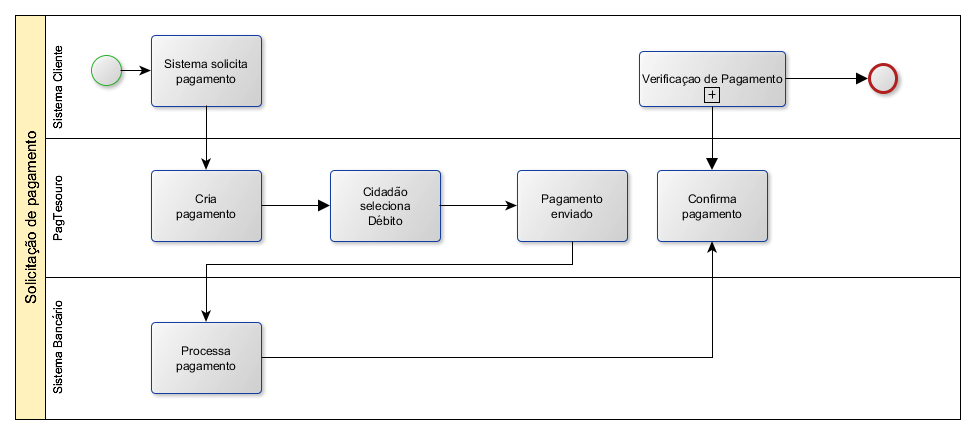 Solicitação de pagamento
Sistema Cliente
Sistema solicita
pagamento
Verificaçao de Pagamento
PagTesouro
Cria
pagamento
Cidadão
seleciona
Débito
Pagamento
enviado
Confirma
pagamento
Sistema Bancário
Processa
pagamento